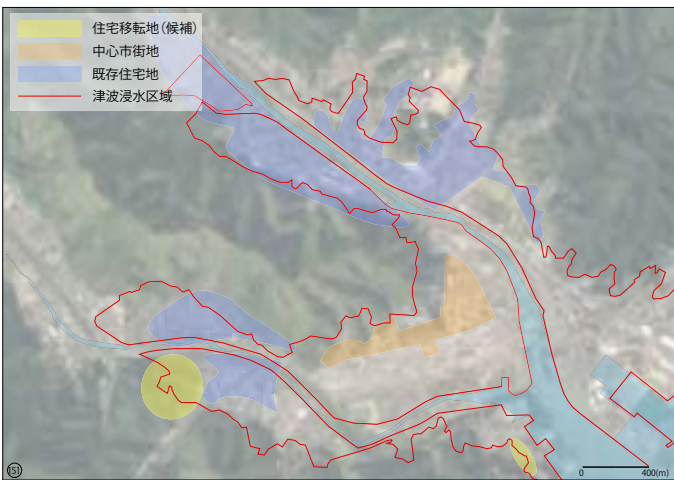 住宅移転地(候補)
中心市街地
既存住宅地
津波浸水区域
151
0 400(m)